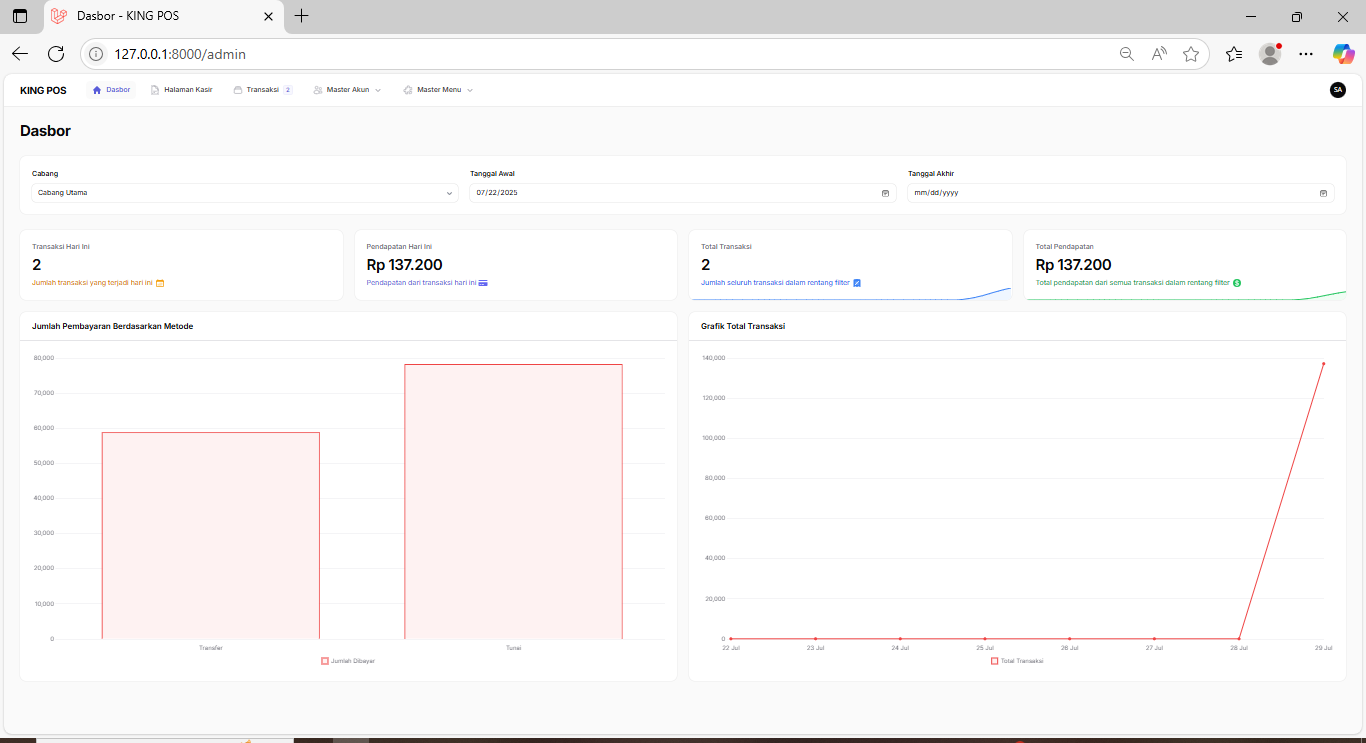 Dasbor - KING POS
127.0.0.1:8000/admin
KING POS
Dasbor
Halaman Kasir
Transaksi 2
Master Akun
Master Menu
SA
Dasbor
Cabang
Cabang Utama
Tanggal Awal
07/22/2025
Tanggal Akhir
mm/dd/yyyy
Transaksi Hari Ini
2
Jumlah transaksi yang terjadi hari ini
Pendapatan Hari Ini
Rp 137.200
Pendapatan dari transaksi hari ini
Total Transaksi
2
Jumlah seluruh transaksi dalam rentang filter
Total Pendapatan
Rp 137.200
Total pendapatan dari semua transaksi dalam rentang filter
Jumlah Pembayaran Berdasarkan Metode
80,000
70,000
60,000
50,000
40,000
30,000
20,000
10,000
0
Transfer
Tunai
Jumlah Dibayar
Grafik Total Transaksi
140,000
120,000
100,000
80,000
60,000
40,000
20,000
0
22 Jul
23 Jul
24 Jul
25 Jul
26 Jul
27 Jul
28 Jul
29 Jul
Total Transaksi